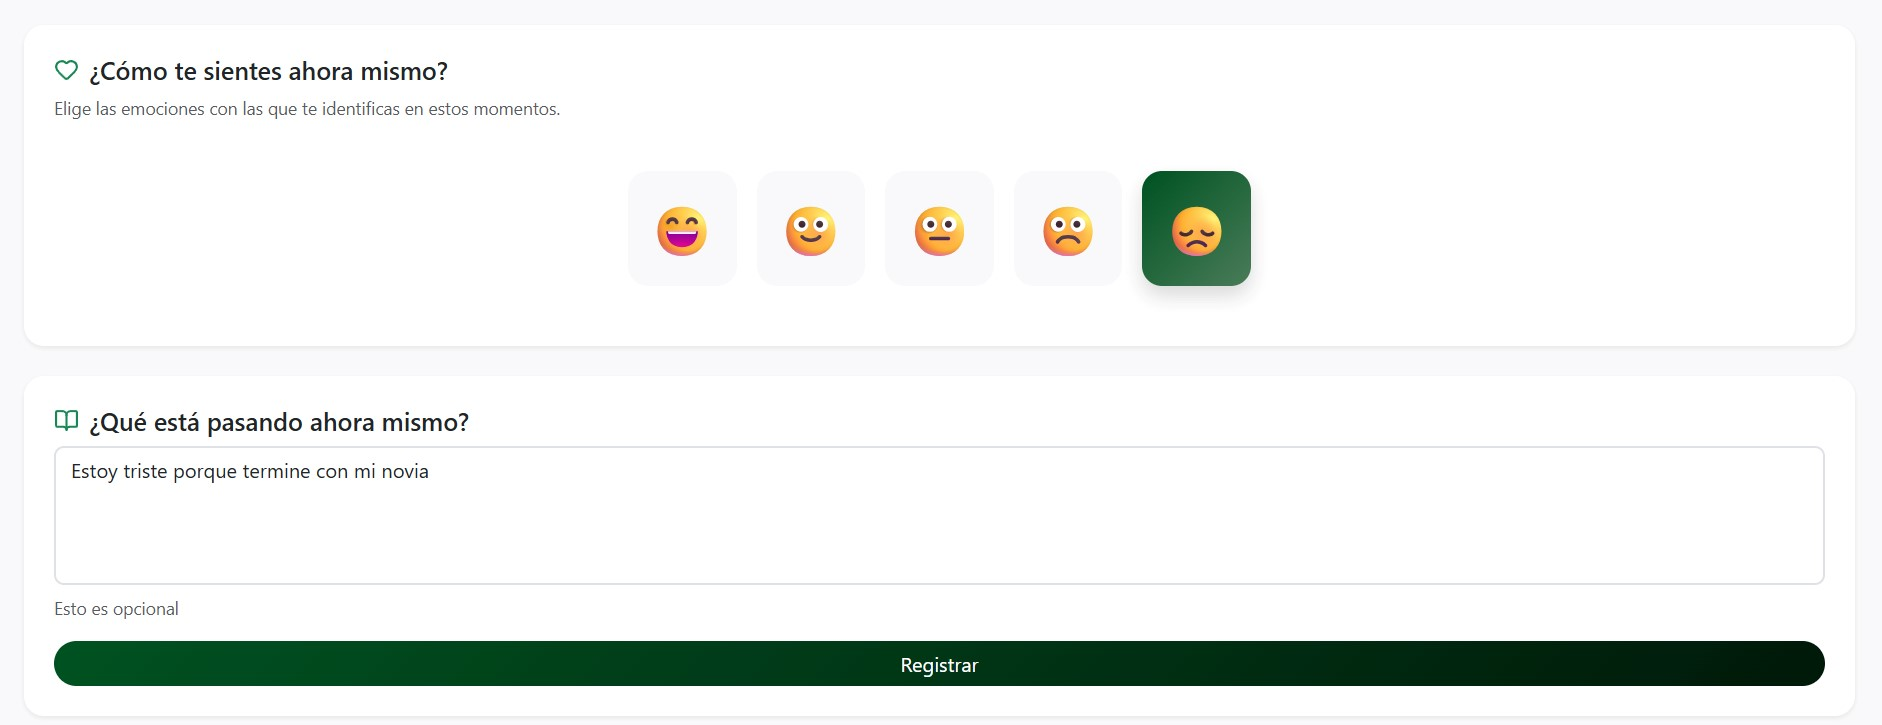 ¿Cómo te sientes ahora mismo?
Elige las emociones con las que te identificas en estos momentos.
¿Qué está pasando ahora mismo?
Estoy triste porque termine con mi novia
Esto es opcional
Registrar